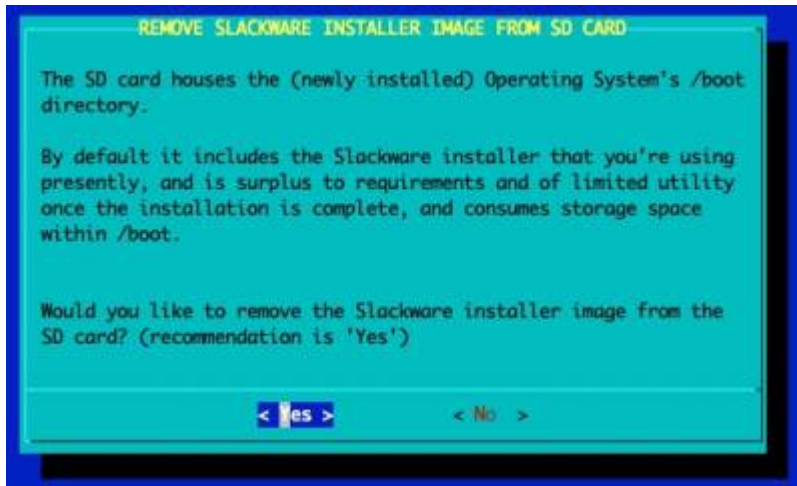 REMOVE SLACKWARE INSTALLER IMAGE FROM SD CARD
The SD card houses the (newly installed) Operating System's /boot
directory.
By default it includes the Slackware installer that you're using
presently, and is surplus to requirements and of limited utility
once the installation is complete, and consumes storage space
within /boot.
Would you like to remove the Slackware installer image from the
SD card? (recommendation is 'Yes')
< Yes > < No >